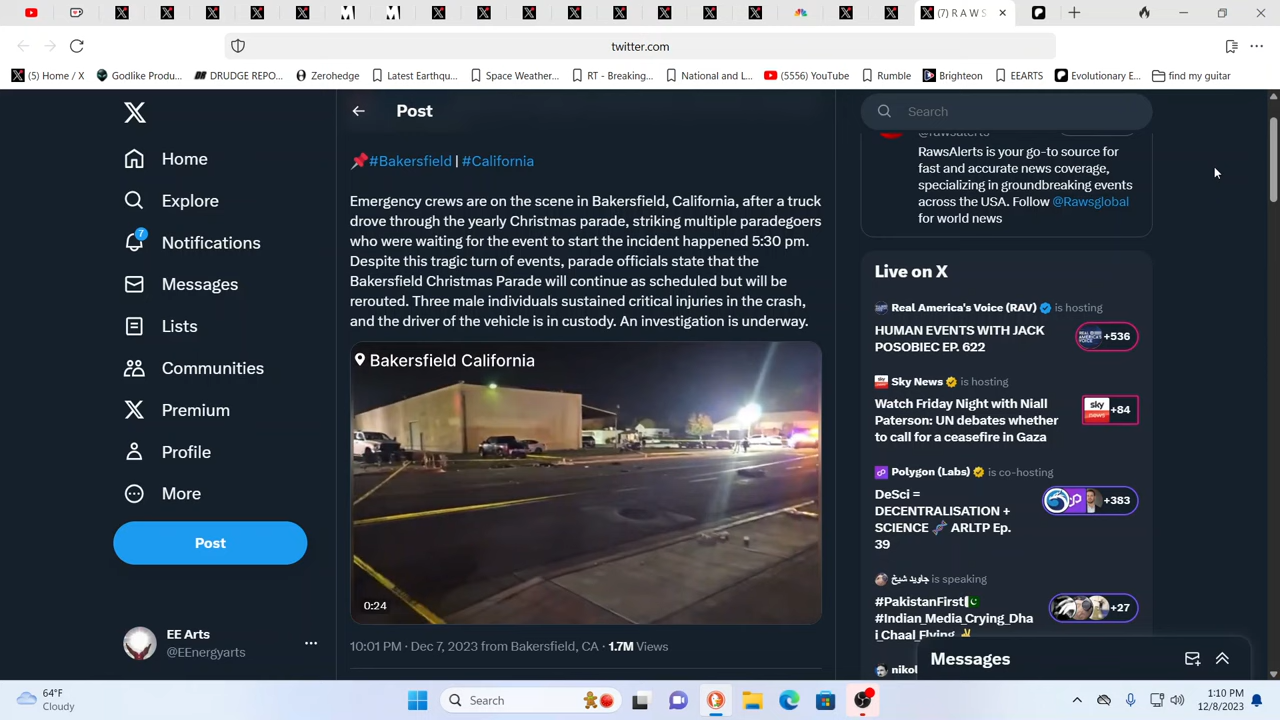 (7) R A W S
twitter.com
(5) Home / X
Godlike Produ...
DRUDGE REPO...
Zerohedge
Latest Earthqu...
Space Weather...
RT - Breaking...
National and L...
(5556) YouTube
Rumble
Brighteon
EEARTS
Evolutionary E...
find my guitar
Home
Explore
7
Notifications
Messages
Lists
Communities
Premium
Profile
More
Post
EE Arts
@EEnergyarts
Post
📌#Bakersfield | #California
Emergency crews are on the scene in Bakersfield, California, after a truck
drove through the yearly Christmas parade, striking multiple paradegoers
who were waiting for the event to start the incident happened 5:30 pm.
Despite this tragic turn of events, parade officials state that the
Bakersfield Christmas Parade will continue as scheduled but will be
rerouted. Three male individuals sustained critical injuries in the crash,
and the driver of the vehicle is in custody. An investigation is underway.
Bakersfield California
0:24
10:01 PM · Dec 7, 2023 from Bakersfield, CA · 1.7M Views
Search
@rawsalerts
RawsAlerts is your go-to source for
fast and accurate news coverage,
specializing in groundbreaking events
across the USA. Follow @Rawsglobal
for world news
Live on X
Real America's Voice (RAV) is hosting
HUMAN EVENTS WITH JACK
POSOBIEC EP. 622
+536
Sky News is hosting
Watch Friday Night with Niall
Paterson: UN debates whether
to call for a ceasefire in Gaza
sky news
+84
Polygon (Labs) is co-hosting
DeSci =
DECENTRALISATION +
SCIENCE 🧬 ARLTP Ep.
39
+383
جاوید شیخ is speaking
#PakistanFirst🇵🇰
#Indian_Media_Crying_Dha
i_Chaal_Flying ✌
+27
nikol
Messages
64°F
Cloudy
Search
1:10 PM
12/8/2023